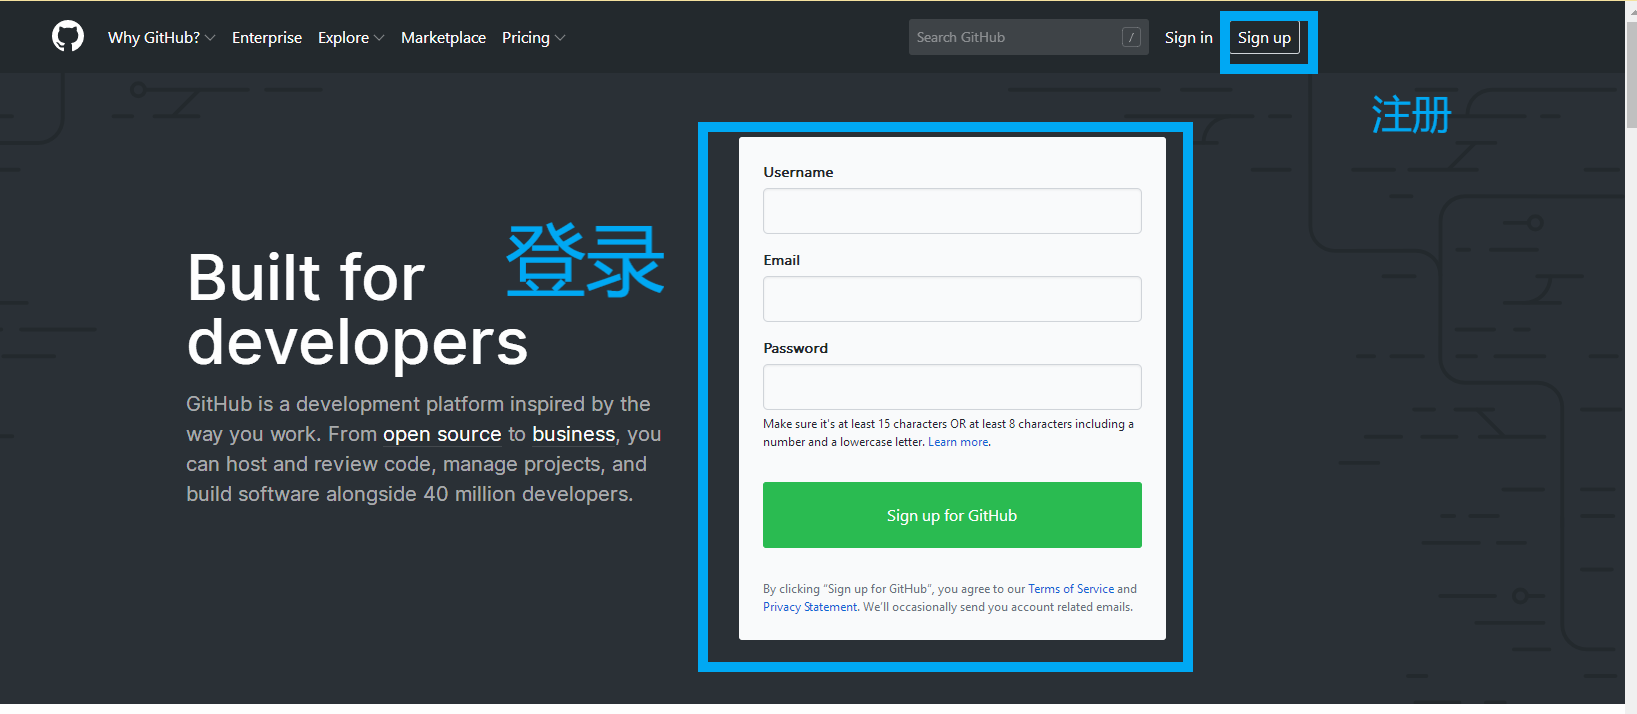 Why GitHub? Enterprise Explore Marketplace Pricing Search GitHub / Sign in Sign up
注册
登录
Built for
developers
GitHub is a development platform inspired by the
way you work. From open source to business, you
can host and review code, manage projects, and
build software alongside 40 million developers.
Username
Email
Password
Make sure it's at least 15 characters OR at least 8 characters including a
number and a lowercase letter. Learn more.
Sign up for GitHub
By clicking “Sign up for GitHub”, you agree to our Terms of Service and
Privacy Statement. We’ll occasionally send you account related emails.